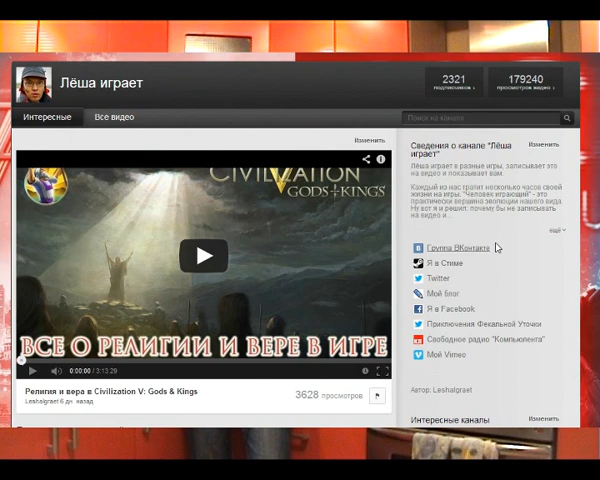 Лёша играет
2321
подписчиков ›
179240
просмотров видео ›
Интересные
Все видео
Поиск на канале
Изменить
CIVILIZATION
V
GODS & KINGS
ВСЕ О РЕЛИГИИ И ВЕРЕ В ИГРЕ
0:00:00 / 3:13:29
Религия и вера в Civilization V: Gods & Kings
Leshaigraet 6 дн. назад
3628 просмотров
Сведения о канале "Лёша играет"
Изменить
Лёша играет в разные игры, записывает это
на видео и показывает вам.
Каждый из нас тратит несколько часов своей
жизни на игры. "Человек играющий" - это
практически вершина эволюции нашего вида.
Ну вот я и решил: почему бы не записывать
на видео и...
ещё
Группа ВКонтакте
Я в Стиме
Twitter
Мой блог
Я в Facebook
Приключения Фекальной Уточки
Свободное радио "Компьюлента"
Мой Vimeo
Автор: Leshaigraet
Интересные каналы
Изменить